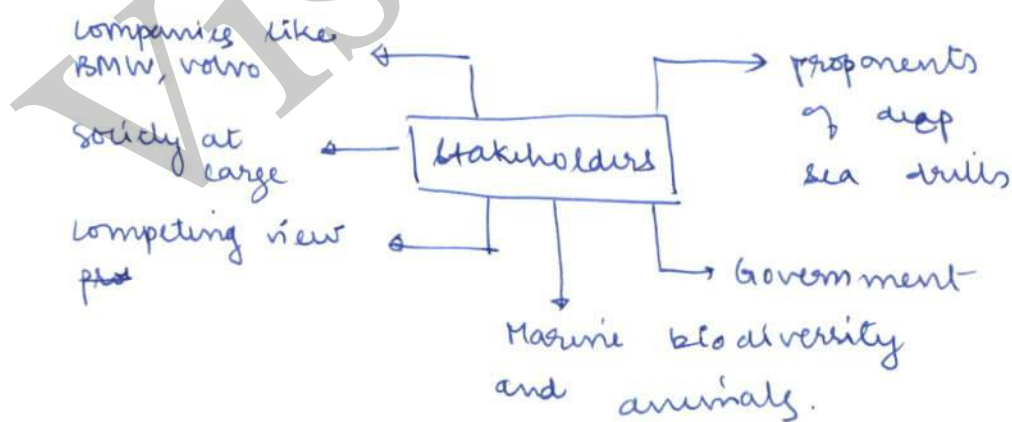 companies like
BMW, volvo
society at
large
competing view
Stakeholders
proponents
of deep
sea drills
Government
Marine biodiversity
and animals.